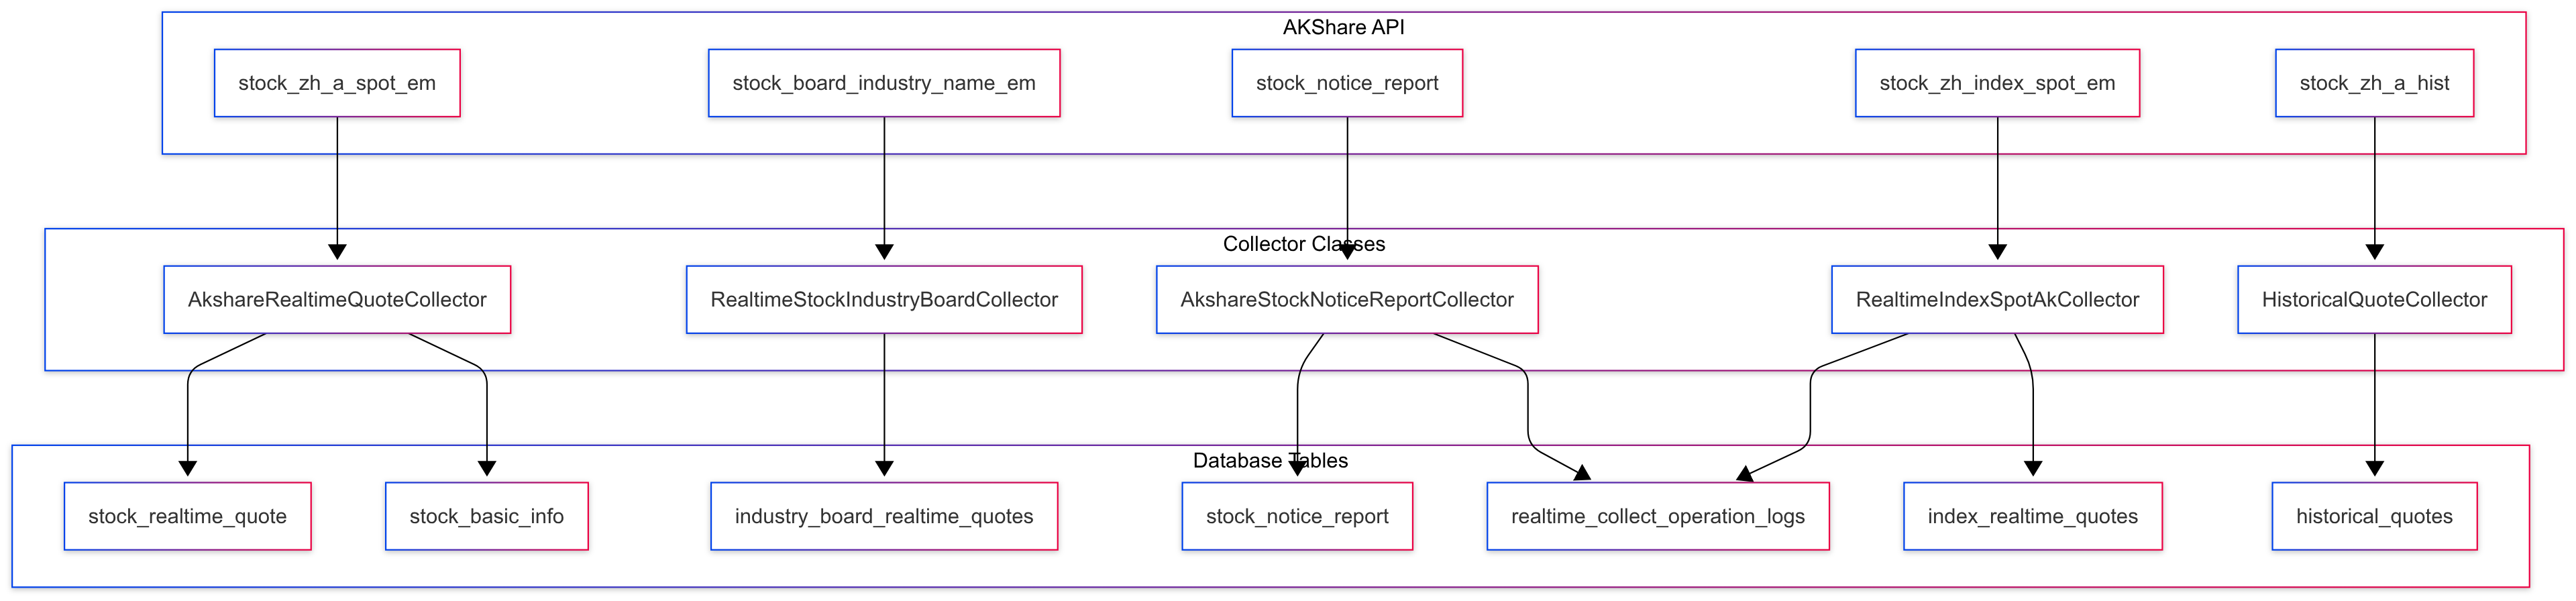 AKShare API
stock_zh_a_spot_em
stock_board_industry_name_em
stock_notice_report
stock_zh_index_spot_em
stock_zh_a_hist
Collector Classes
AkshareRealtimeQuoteCollector
RealtimeStockIndustryBoardCollector
AkshareStockNoticeReportCollector
RealtimeIndexSpotAkCollector
HistoricalQuoteCollector
Database Tables
stock_realtime_quote
stock_basic_info
industry_board_realtime_quotes
stock_notice_report
realtime_collect_operation_logs
index_realtime_quotes
historical_quotes